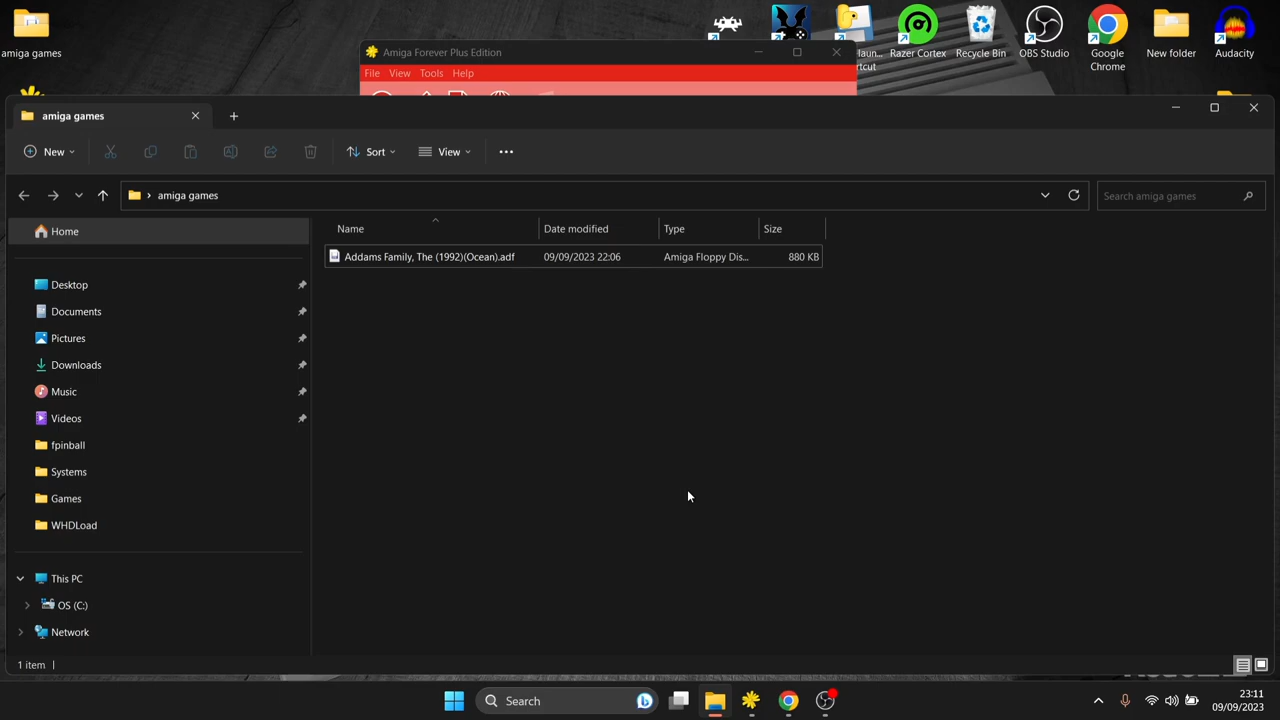 amiga games
Razer Cortex
Recycle Bin
OBS Studio
Google
Chrome
New folder
Audacity
Amiga Forever Plus Edition
File View Tools Help
amiga games
New
Sort
View
amiga games
Search amiga games
Home
Name
Date modified
Type
Size
Addams Family, The (1992)(Ocean).adf
09/09/2023 22:06
Amiga Floppy Dis...
880 KB
Desktop
Documents
Pictures
Downloads
Music
Videos
fpinball
Systems
Games
WHDLoad
This PC
OS (C:)
Network
1 item
Search
23:11
09/09/2023